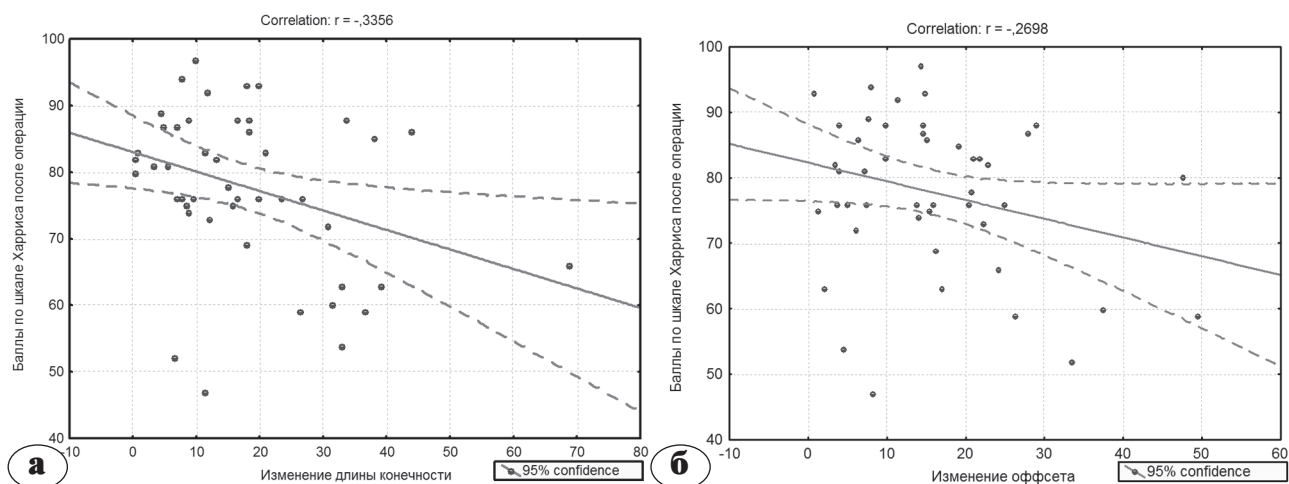 Correlation: r = -,3356
100
90
80
70
60
50
40
-10 0 10 20 30 40 50 60 70 80
Баллы по шкале Харриса после операции
Изменение длины конечности
95% confidence
а
Correlation: r = -,2698
100
90
80
70
60
50
40
-10 0 10 20 30 40 50 60
Баллы по шкале Харриса после операции
Изменение оффсета
95% confidence
б